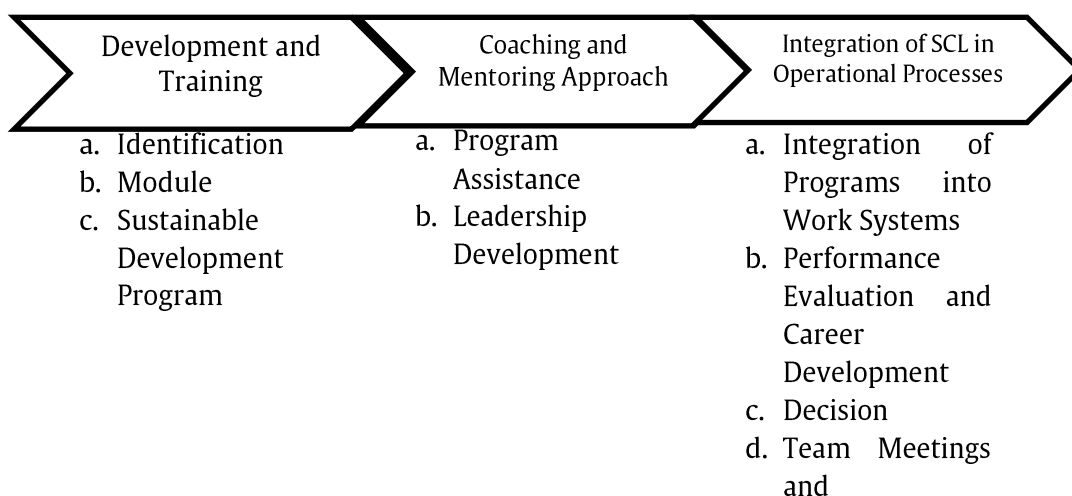 Development and
Training
a. Identification
b. Module
c. Sustainable
Development
Program
Coaching and
Mentoring Approach
a. Program
Assistance
b. Leadership
Development
Integration of SCL in
Operational Processes
a. Integration of
Programs into
Work Systems
b. Performance
Evaluation and
Career
Development
c. Decision
d. Team Meetings
and